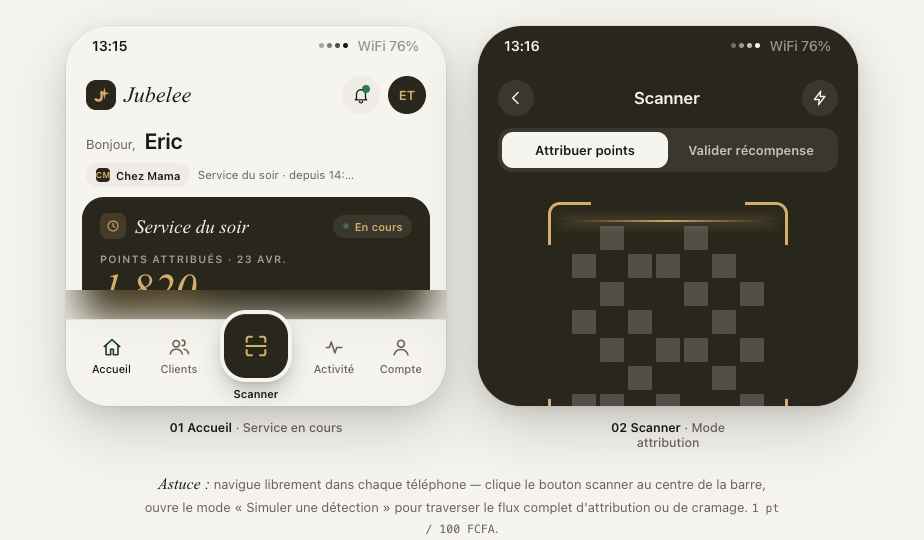 13:15
WiFi 76%
Jubelee
ET
Bonjour, Eric
CM Chez Mama Service du soir · depuis 14:…
Service du soir
En cours
POINTS ATTRIBUÉS · 23 AVR.
1 820
Accueil
Clients
Scanner
Activité
Compte
01 Accueil · Service en cours
13:16
WiFi 76%
Scanner
Attribuer points
Valider récompense
02 Scanner · Mode
attribution
Astuce : navigue librement dans chaque téléphone — clique le bouton scanner au centre de la barre,
ouvre le mode « Simuler une détection » pour traverser le flux complet d'attribution ou de cramage. 1 pt
/ 100 FCFA.